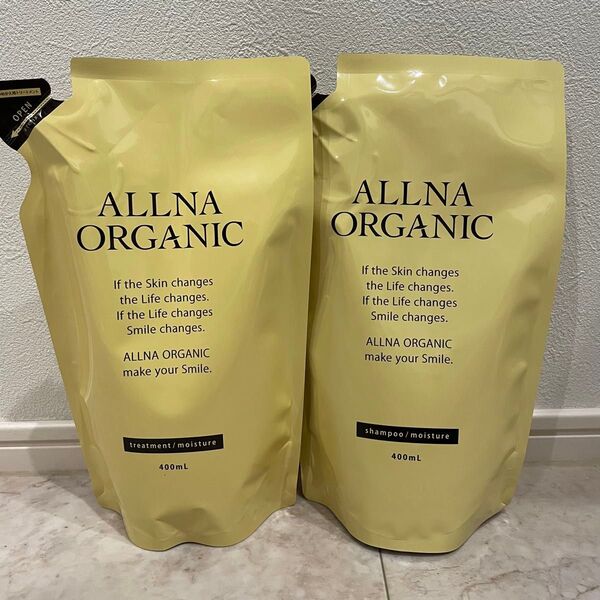 OPEN
ALLNA
ORGANIC
If the Skin changes
the Life changes.
If the Life changes
Smile changes.
ALLNA ORGANIC
make your Smile.
treatment/moisture
400mL
ALLNA
ORGANIC
If the Skin changes
the Life changes.
If the Life changes
Smile changes.
ALLNA ORGANIC
make your Smile.
shampoo/moisture
400mL